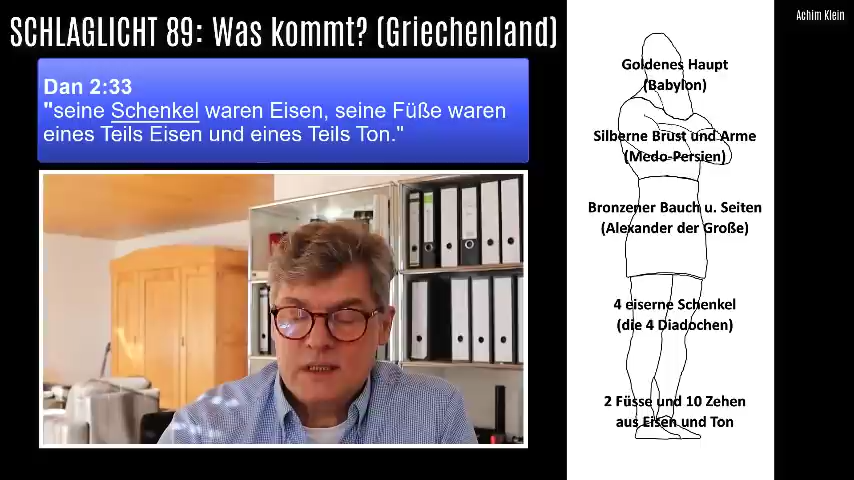 SCHLAGLICHT 89: Was kommt? (Griechenland)
Achim Klein
Dan 2:33
"seine Schenkel waren Eisen, seine Füße waren
eines Teils Eisen und eines Teils Ton."
Goldenes Haupt
(Babylon)
Silberne Brust und Arme
(Medo-Persien)
Bronzener Bauch u. Seiten
(Alexander der Große)
4 eiserne Schenkel
(die 4 Diadochen)
2 Füsse und 10 Zehen
aus Eisen und Ton